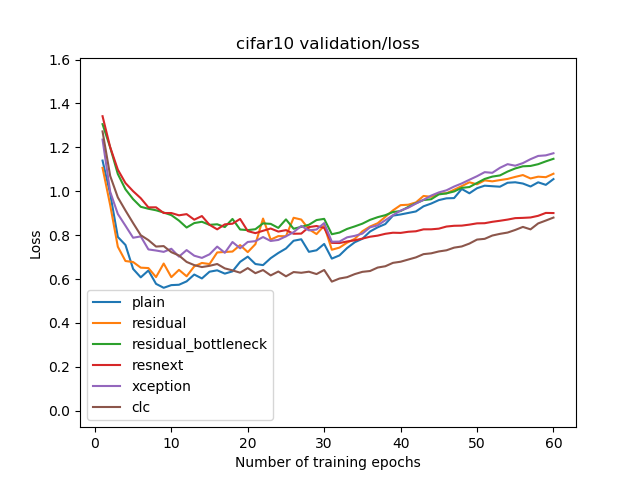 cifar10 validation/loss
1.6
1.4
1.2
1.0
0.8
0.6
0.4
0.2
0.0
Loss
plain
residual
residual_bottleneck
resnext
xception
clc
0 10 20 30 40 50 60
Number of training epochs